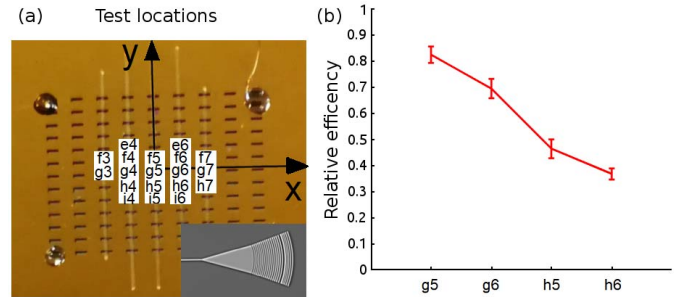 (a) Test locations
y
x
e4
f3 f4 f5 f6 f7
g3 g4 g5 g6 g7
h4 h5 h6 h7
i4 i5 i6
e6
(b)
Relative efficency
1
0.9
0.8
0.7
0.6
0.5
0.4
0.3
0.2
0.1
0
g5 g6 h5 h6